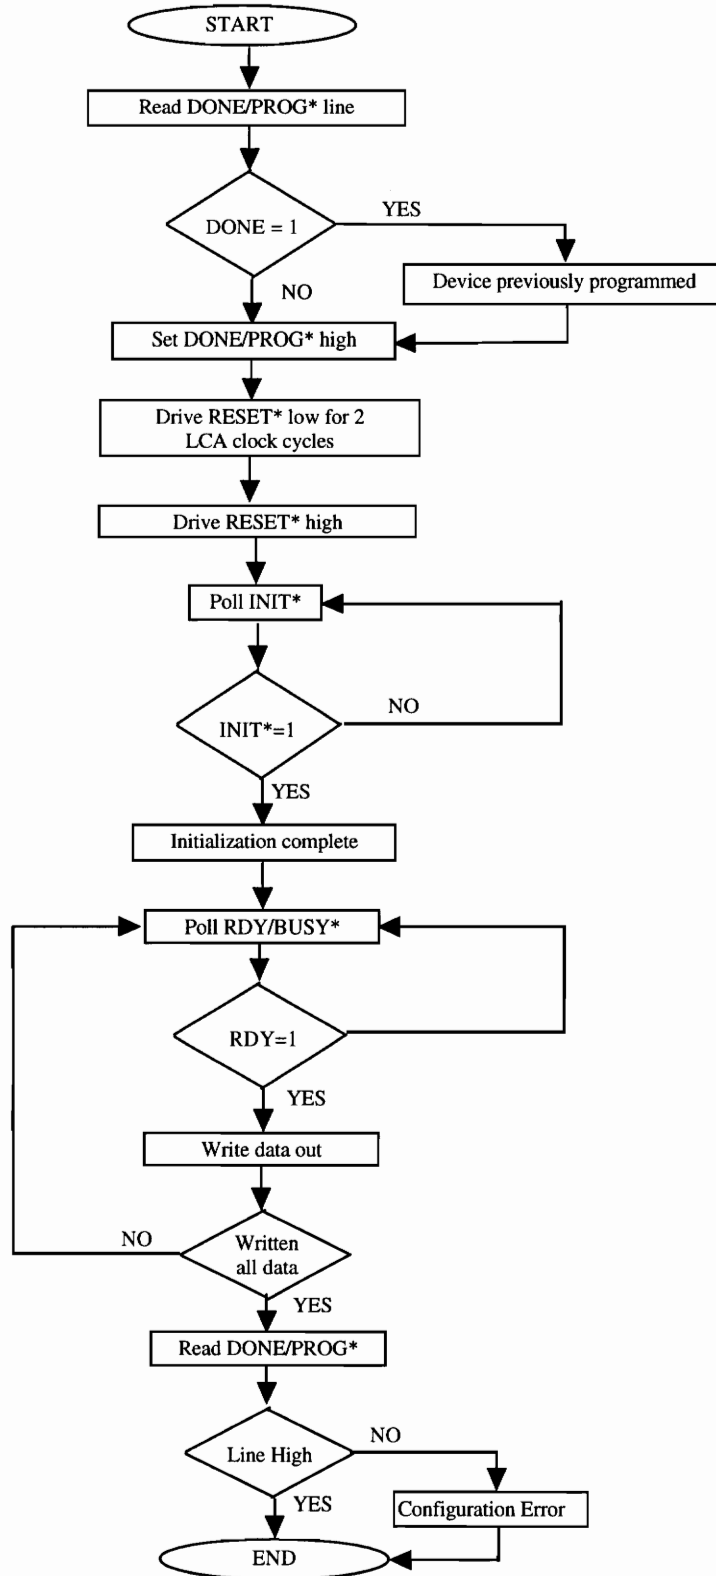 START
Read DONE/PROG* line
DONE = 1
YES
Device previously programmed
NO
Set DONE/PROG* high
Drive RESET* low for 2
LCA clock cycles
Drive RESET* high
Poll INIT*
INIT*=1
NO
YES
Initialization complete
Poll RDY/BUSY*
RDY=1
YES
Write data out
NO
Written
all data
YES
Read DONE/PROG*
Line High
NO
YES
Configuration Error
END